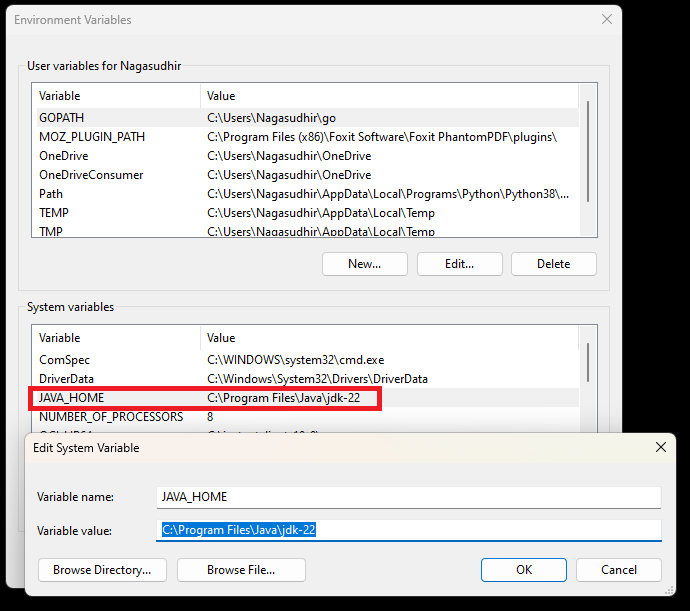 Environment Variables
User variables for Nagasudhir
Variable Value
GOPATH C:\Users\Nagasudhir\go
MOZ_PLUGIN_PATH C:\Program Files (x86)\Foxit Software\Foxit PhantomPDF\plugins\
OneDrive C:\Users\Nagasudhir\OneDrive
OneDriveConsumer C:\Users\Nagasudhir\OneDrive
Path C:\Users\Nagasudhir\AppData\Local\Programs\Python\Python38\...
TEMP C:\Users\Nagasudhir\AppData\Local\Temp
TMP C:\Users\Nagasudhir\AppData\Local\Temp
New... Edit... Delete
System variables
Variable Value
ComSpec C:\WINDOWS\system32\cmd.exe
DriverData C:\Windows\System32\Drivers\DriverData
JAVA_HOME C:\Program Files\Java\jdk-22
NUMBER_OF_PROCESSORS 8
Edit System Variable
Variable name: JAVA_HOME
Variable value: C:\Program Files\Java\jdk-22
Browse Directory... Browse File... OK Cancel